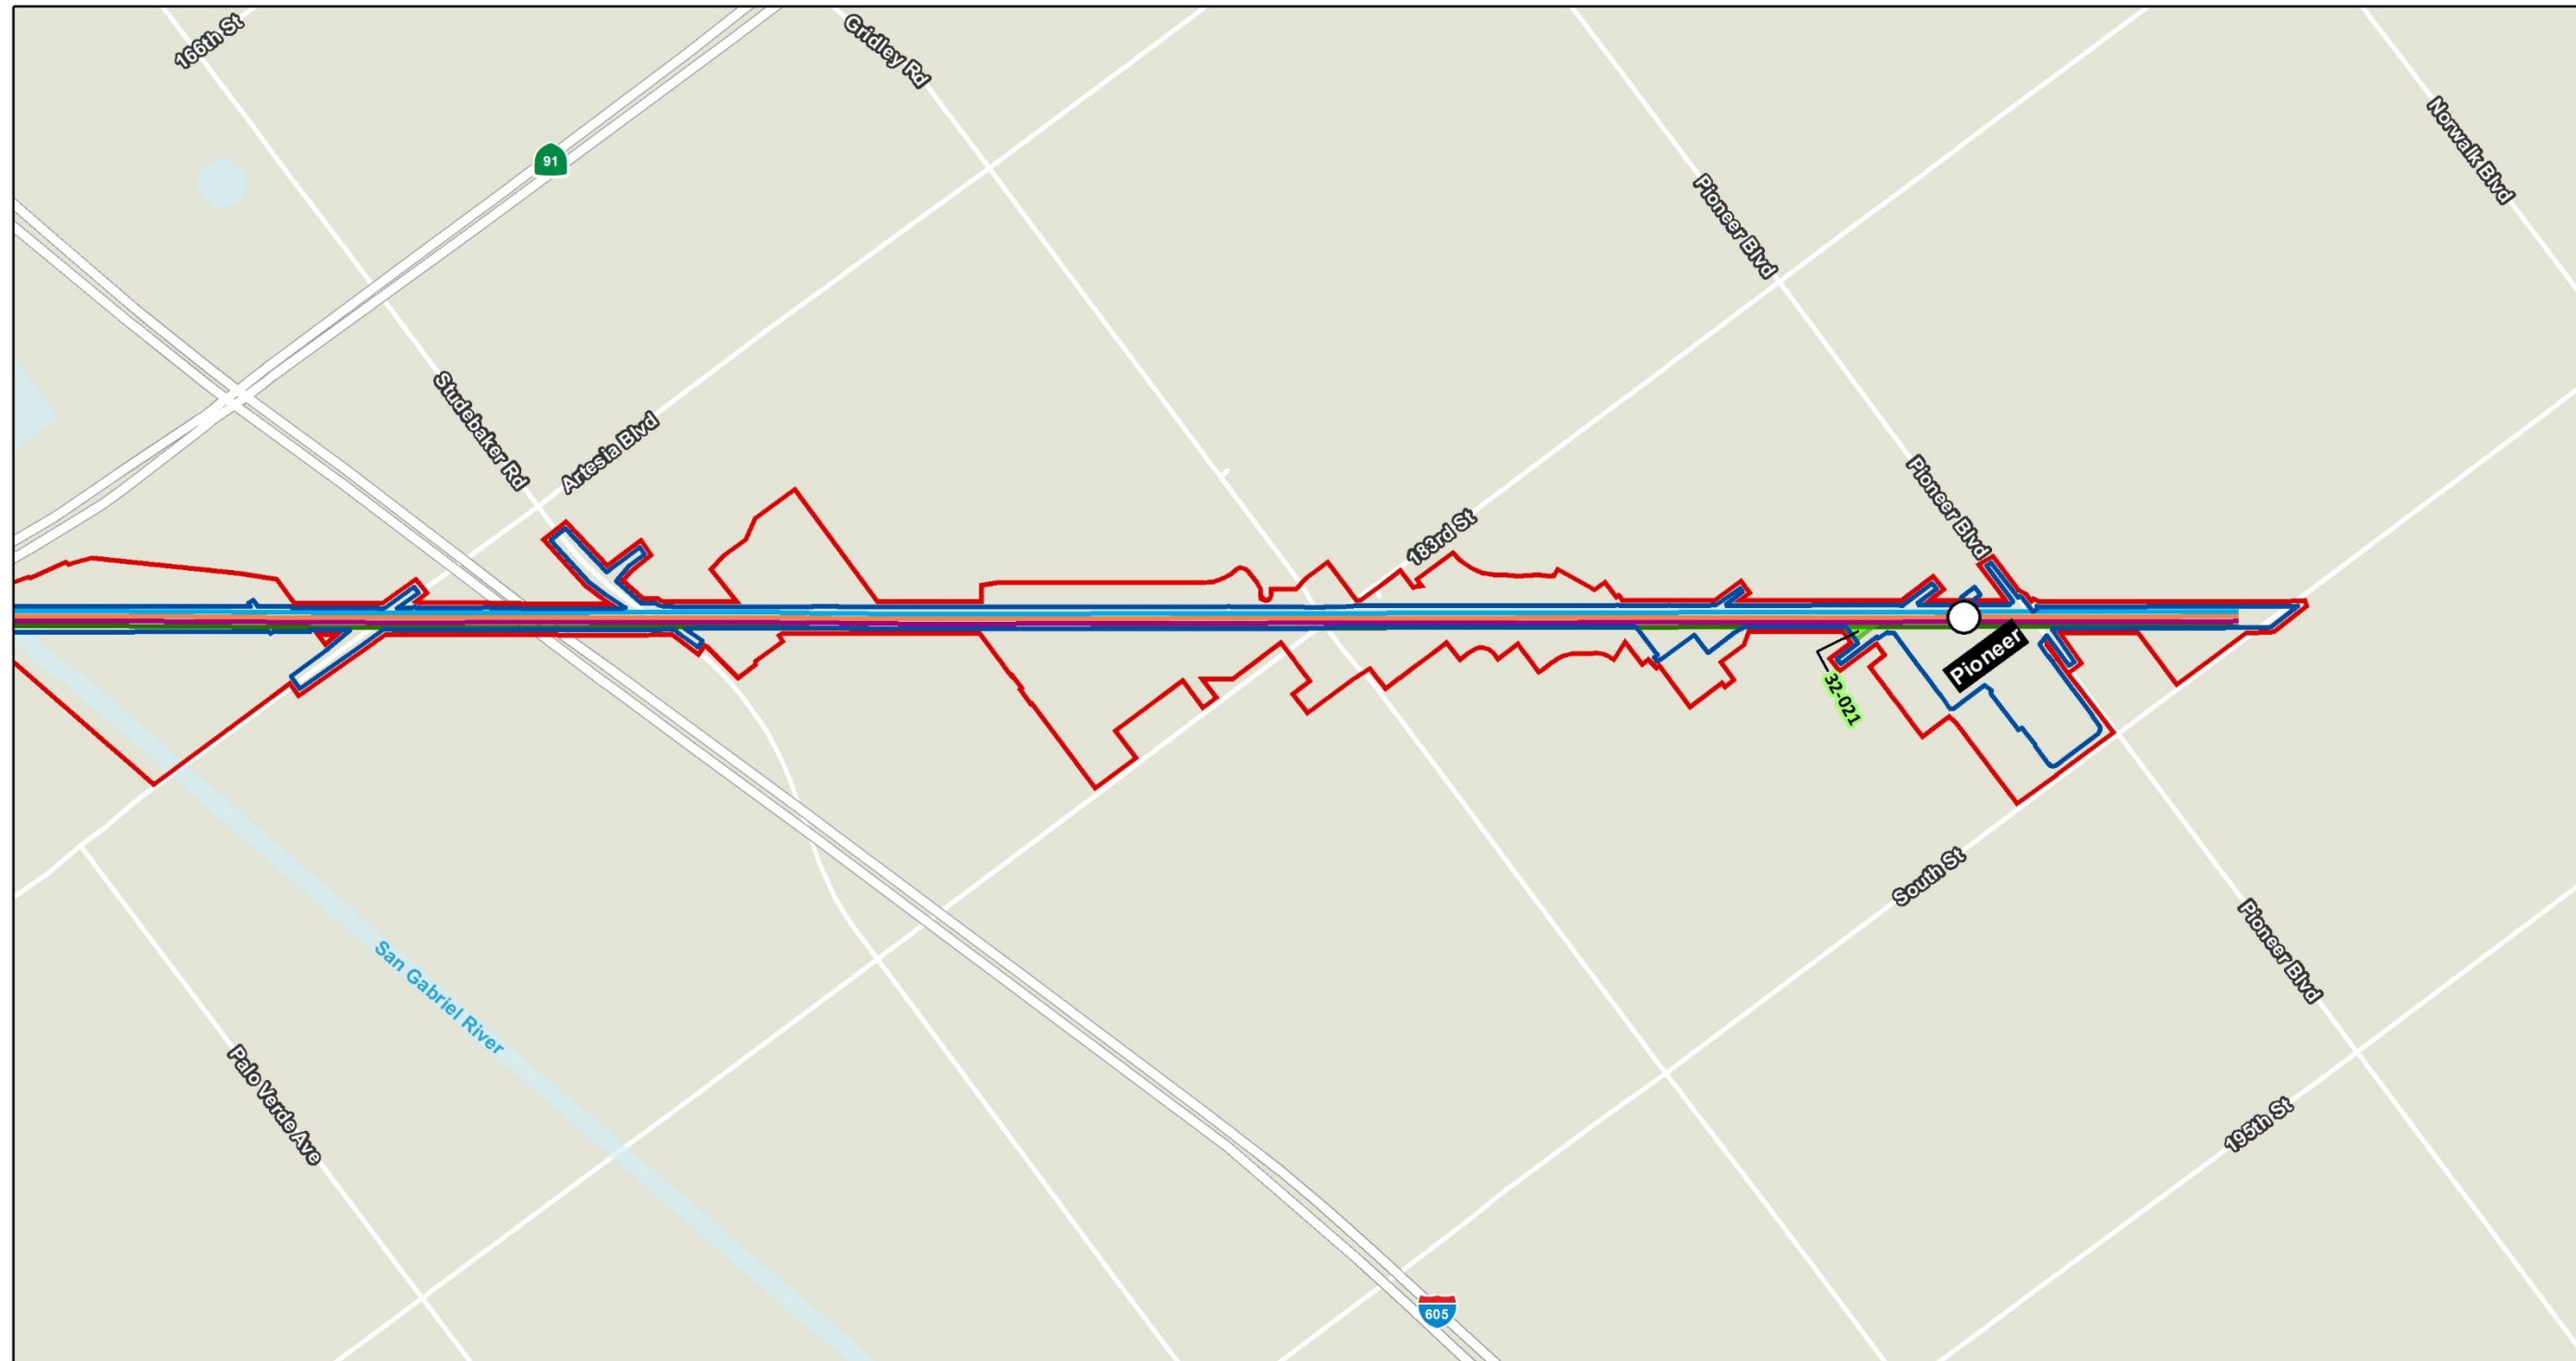 166th St
Gridley Rd
91
Norwalk Blvd
Pioneer Blvd
Studebaker Rd
Artesia Blvd
Pioneer Blvd
183rd St
Pioneer
32-021
South St
Pioneer Blvd
San Gabriel River
Palo Verde Ave
195th St
605